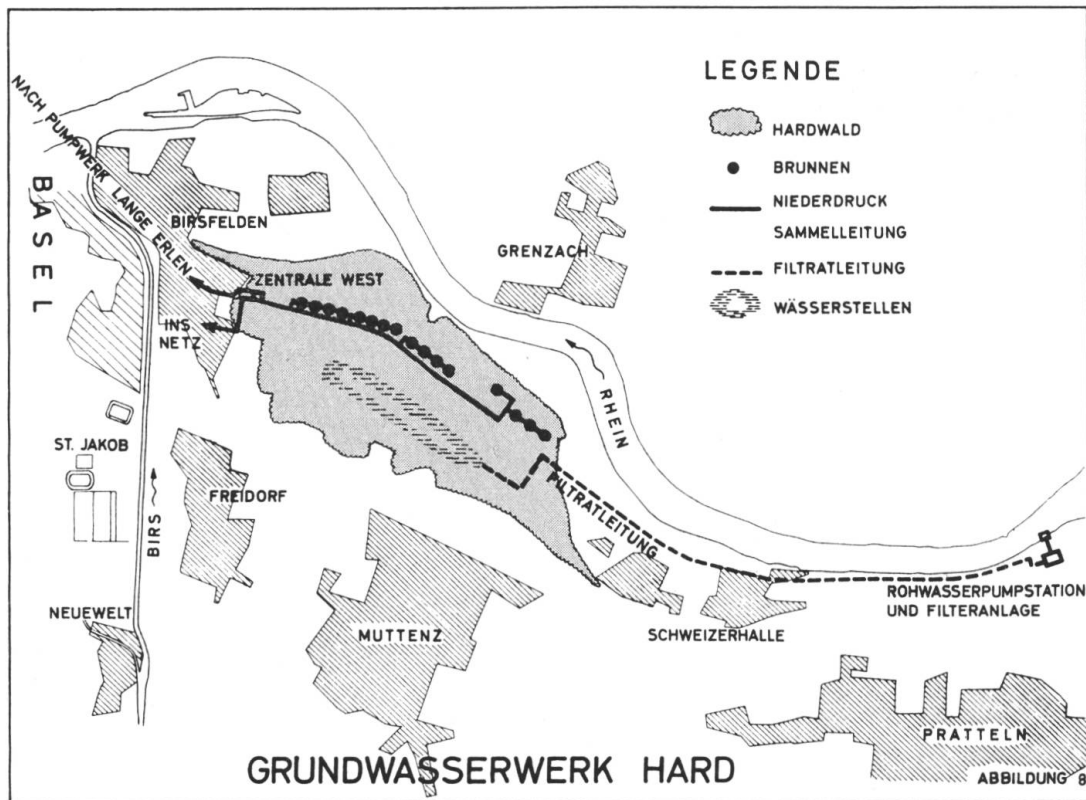 LEGENDE
HARDWALD
BRUNNEN
NIEDERDRUCK
SAMMELLEITUNG
FILTRATLEITUNG
WÄSSERSTELLEN
NACH PUMPWERK LANGE ERLEN
BASEL
BIRSFELDEN
GRENZACH
ZENTRALE WEST
INS
NETZ
RHEIN
ST. JAKOB
FREIDORF
BIRS
FILTRATLEITUNG
ROHWASSERPUMPSTATION
UND FILTERANLAGE
NEUEWELT
MUTTENZ
SCHWEIZERHALLE
PRATTELN
GRUNDWASSERWERK HARD
ABBILDUNG 8